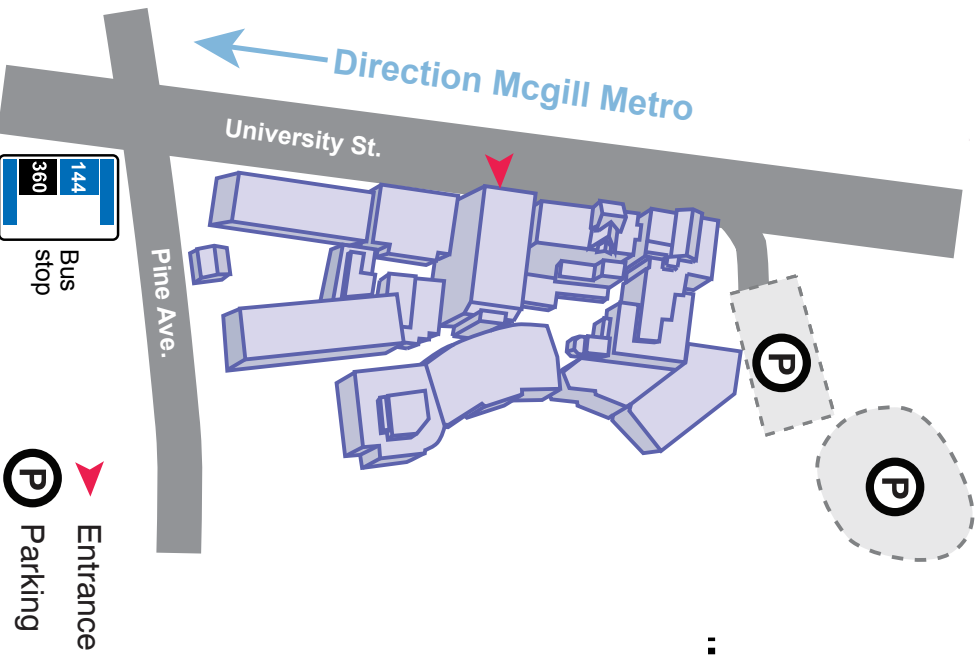 Direction Mcgill Metro
University St.
Pine Ave.
144
360
Bus
stop
P
P
Entrance
P Parking